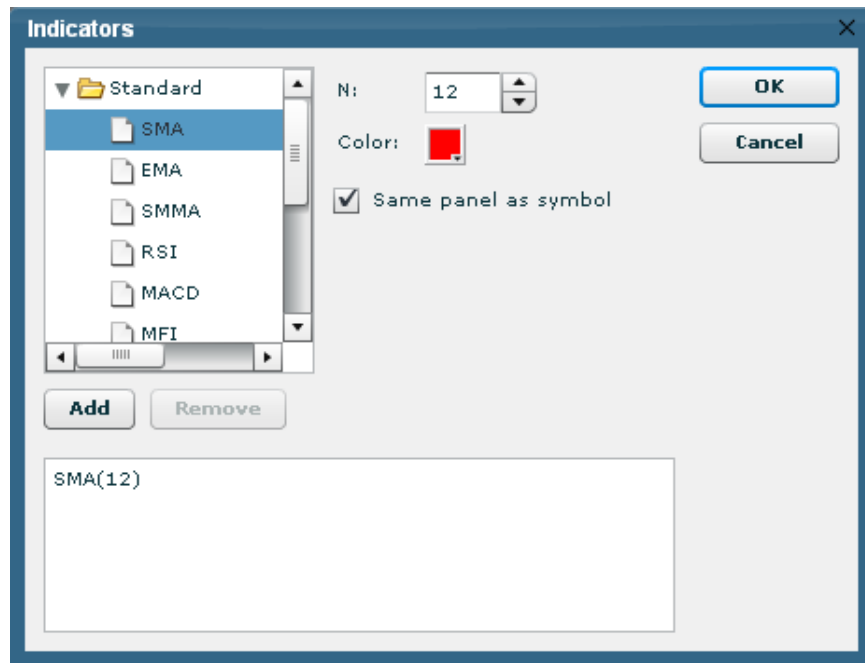 Indicators
Standard
SMA
EMA
SMMA
RSI
MACD
MFI
N:
12
Color:
Same panel as symbol
OK
Cancel
Add
Remove
SMA(12)